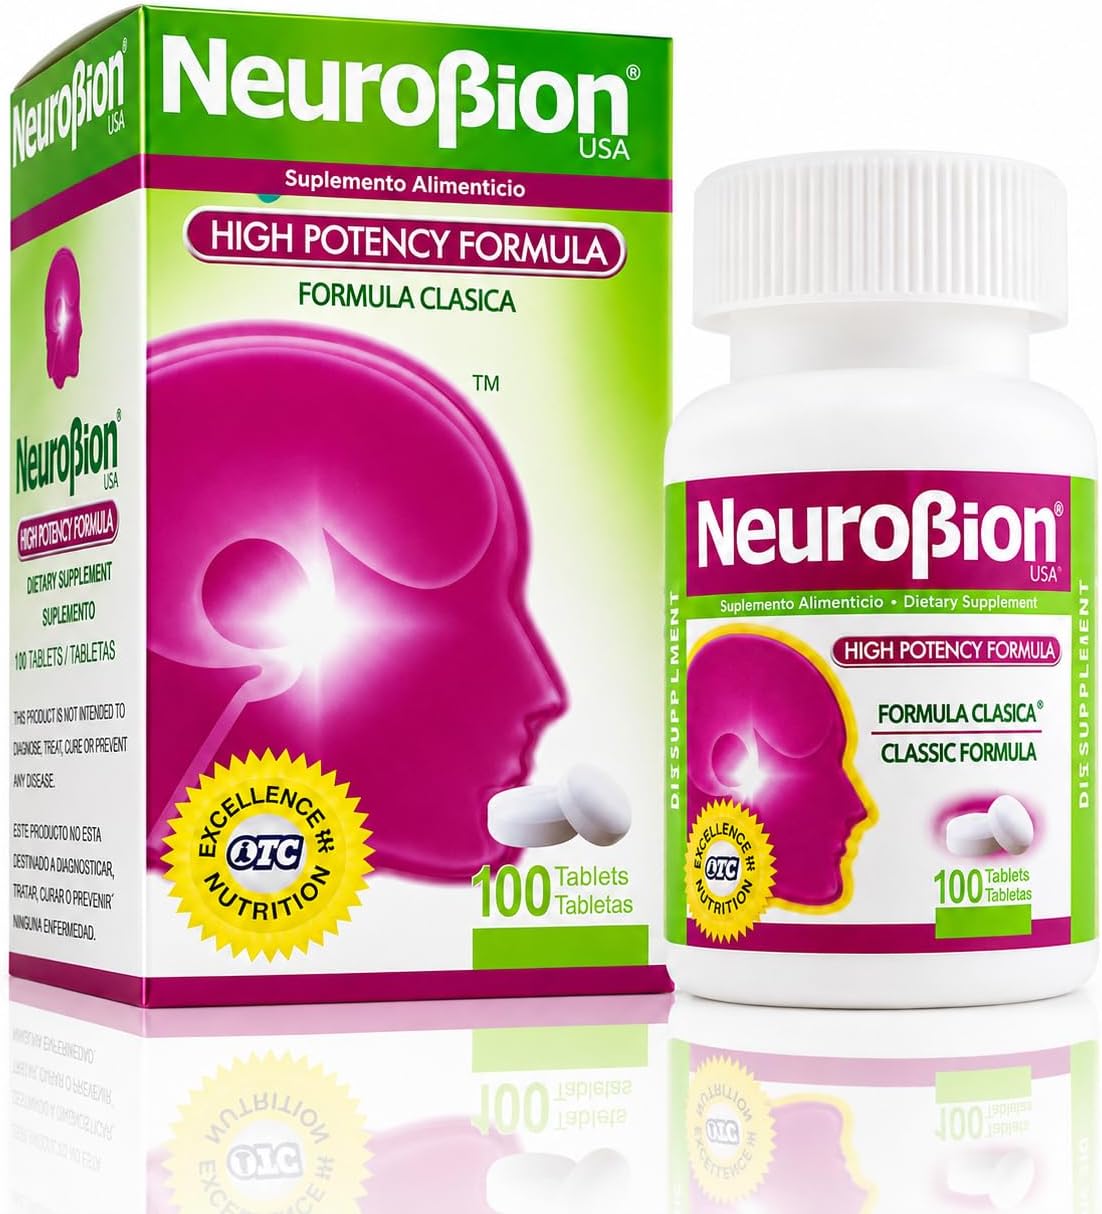 Neuroβion®
USA
Neuroβion®
USA
Suplemento Alimenticio
HIGH POTENCY FORMULA
FORMULA CLASICA
TM
Neuroβion®
USA
HIGH POTENCY FORMULA
DIETARY SUPPLEMENT
SUPLEMENTO
100 TABLETS / TABLETAS
THIS PRODUCT IS NOT INTENDED TO
DIAGNOSE, TREAT, CURE OR PREVENT
ANY DISEASE.
ESTE PRODUCTO NO ESTA
DESTINADO A DIAGNOSTICAR,
TRATAR, CURAR O PREVENIR
NINGUNA ENFERMEDAD.
EXCELLENCE
OTC
NUTRITION
100 Tablets
Tabletas
Neuroβion®
USA
Suplemento Alimenticio • Dietary Supplement
HIGH POTENCY FORMULA
FORMULA CLASICA®
CLASSIC FORMULA
EXCELLENCE
OTC
NUTRITION
100 Tablets
Tabletas
SUPPLEMENT